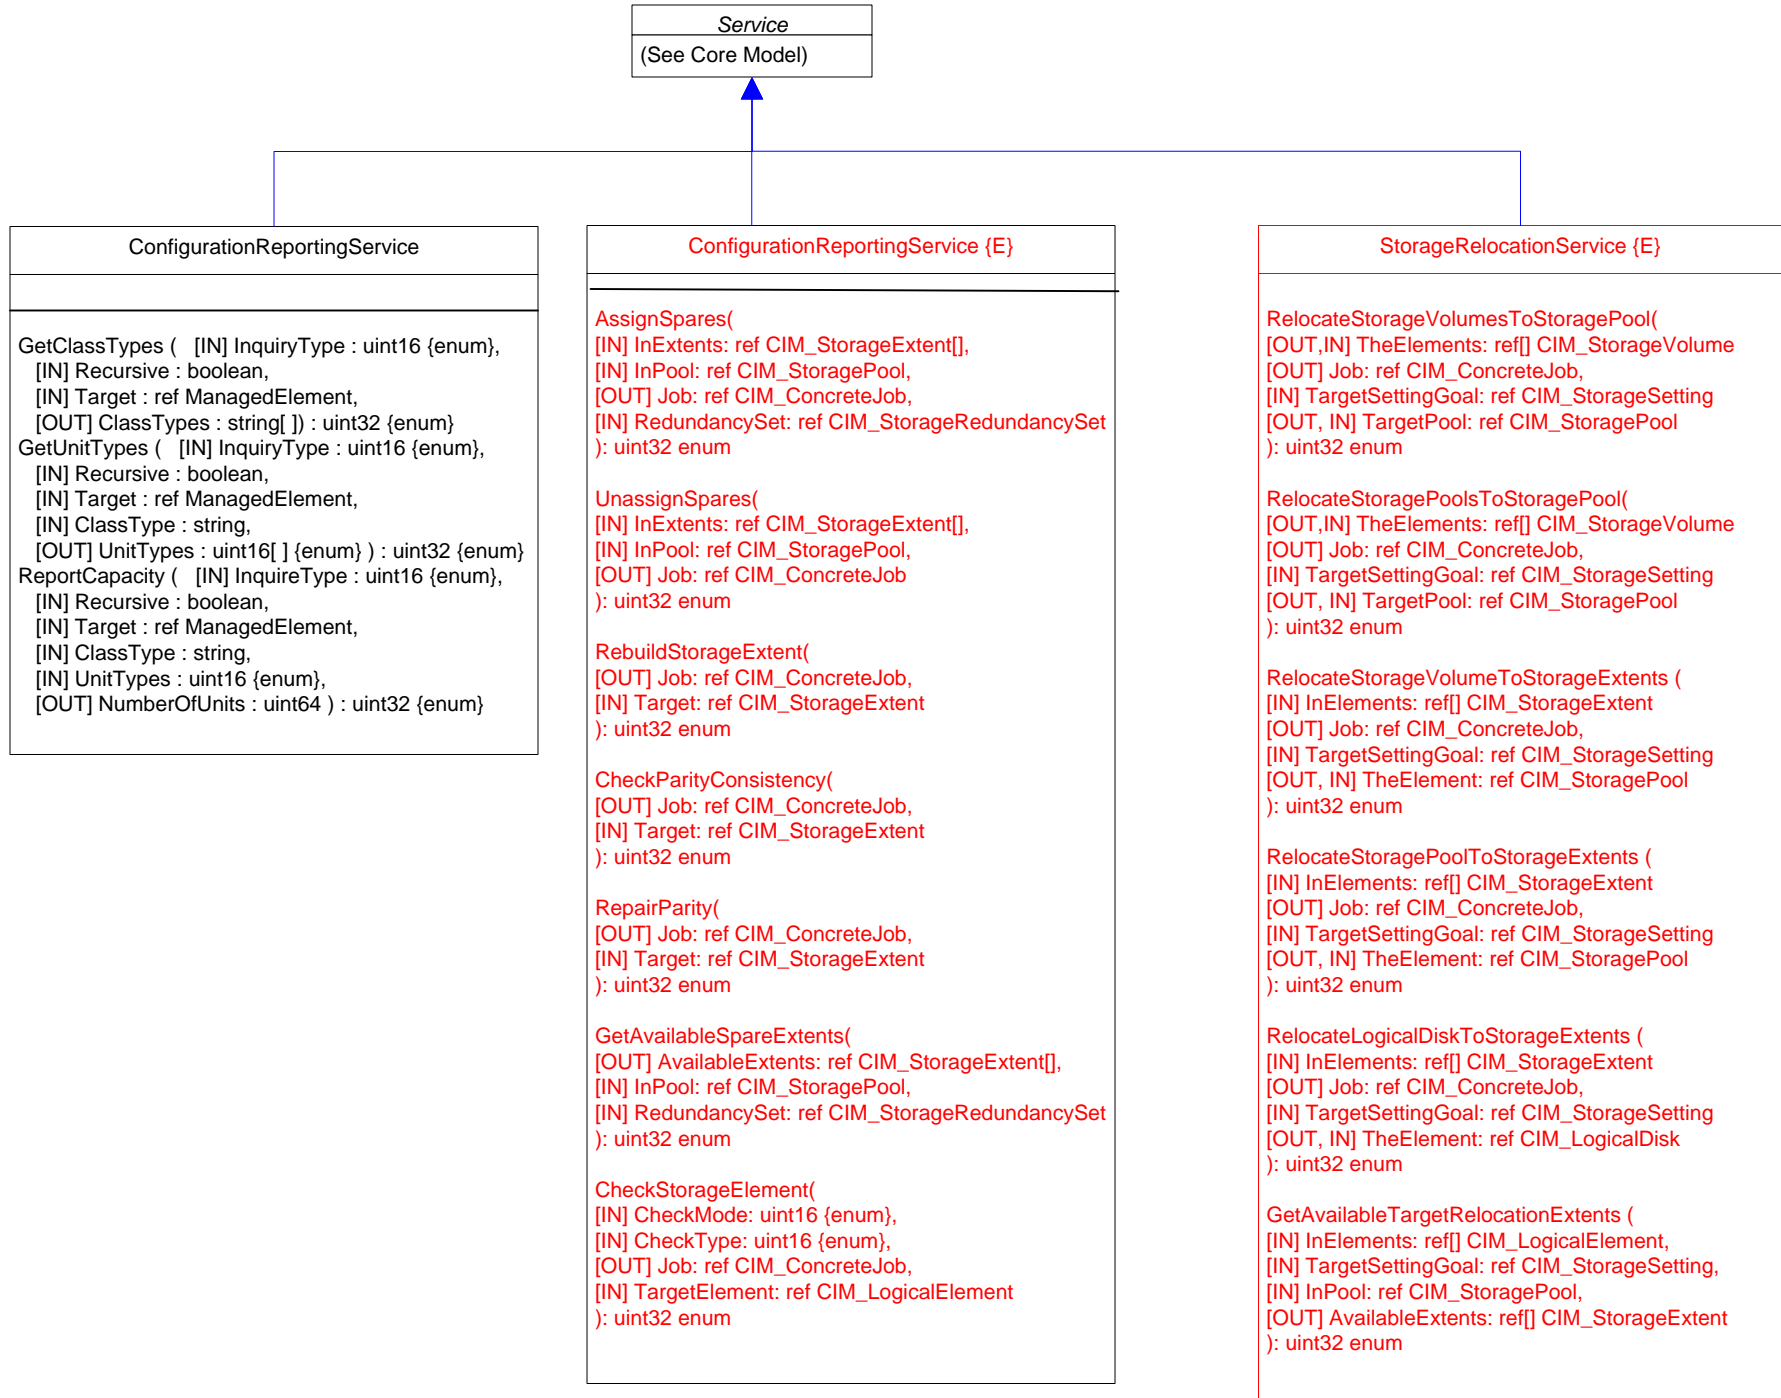 Service
(See Core Model)
ConfigurationReportingService
GetClassTypes (   [IN] InquiryType : uint16 {enum},
[IN] Recursive : boolean,
[IN] Target : ref ManagedElement,
[OUT] ClassTypes : string[ ]) : uint32 {enum}
GetUnitTypes (   [IN] InquiryType : uint16 {enum},
[IN] Recursive : boolean,
[IN] Target : ref ManagedElement,
[IN] ClassType : string,
[OUT] UnitTypes : uint16[ ] {enum} ) : uint32 {enum}
ReportCapacity (   [IN] InquireType : uint16 {enum},
[IN] Recursive : boolean,
[IN] Target : ref ManagedElement,
[IN] ClassType : string,
[IN] UnitTypes : uint16 {enum},
[OUT] NumberOfUnits : uint64 ) : uint32 {enum}
ConfigurationReportingService {E}
AssignSpares(
[IN] InExtents: ref CIM_StorageExtent[],
[IN] InPool: ref CIM_StoragePool,
[OUT] Job: ref CIM_ConcreteJob,
[IN] RedundancySet: ref CIM_StorageRedundancySet
): uint32 enum
UnassignSpares(
[IN] InExtents: ref CIM_StorageExtent[],
[IN] InPool: ref CIM_StoragePool,
[OUT] Job: ref CIM_ConcreteJob
): uint32 enum
RebuildStorageExtent(
[OUT] Job: ref CIM_ConcreteJob,
[IN] Target: ref CIM_StorageExtent
): uint32 enum
CheckParityConsistency(
[OUT] Job: ref CIM_ConcreteJob,
[IN] Target: ref CIM_StorageExtent
): uint32 enum
RepairParity(
[OUT] Job: ref CIM_ConcreteJob,
[IN] Target: ref CIM_StorageExtent
): uint32 enum
GetAvailableSpareExtents(
[OUT] AvailableExtents: ref CIM_StorageExtent[],
[IN] InPool: ref CIM_StoragePool,
[IN] RedundancySet: ref CIM_StorageRedundancySet
): uint32 enum
CheckStorageElement(
[IN] CheckMode: uint16 {enum},
[IN] CheckType: uint16 {enum},
[OUT] Job: ref CIM_ConcreteJob,
[IN] TargetElement: ref CIM_LogicalElement
): uint32 enum
StorageRelocationService {E}
RelocateStorageVolumesToStoragePool(
[OUT,IN] TheElements: ref[] CIM_StorageVolume
[OUT] Job: ref CIM_ConcreteJob,
[IN] TargetSettingGoal: ref CIM_StorageSetting
[OUT, IN] TargetPool: ref CIM_StoragePool
): uint32 enum
RelocateStoragePoolsToStoragePool(
[OUT,IN] TheElements: ref[] CIM_StorageVolume
[OUT] Job: ref CIM_ConcreteJob,
[IN] TargetSettingGoal: ref CIM_StorageSetting
[OUT, IN] TargetPool: ref CIM_StoragePool
): uint32 enum
RelocateStorageVolumeToStorageExtents (
[IN] InElements: ref[] CIM_StorageExtent
[OUT] Job: ref CIM_ConcreteJob,
[IN] TargetSettingGoal: ref CIM_StorageSetting
[OUT, IN] TheElement: ref CIM_StoragePool
): uint32 enum
RelocateStoragePoolToStorageExtents (
[IN] InElements: ref[] CIM_StorageExtent
[OUT] Job: ref CIM_ConcreteJob,
[IN] TargetSettingGoal: ref CIM_StorageSetting
[OUT, IN] TheElement: ref CIM_StoragePool
): uint32 enum
RelocateLogicalDiskToStorageExtents (
[IN] InElements: ref[] CIM_StorageExtent
[OUT] Job: ref CIM_ConcreteJob,
[IN] TargetSettingGoal: ref CIM_StorageSetting
[OUT, IN] TheElement: ref CIM_LogicalDisk
): uint32 enum
GetAvailableTargetRelocationExtents (
[IN] InElements: ref[] CIM_LogicalElement,
[IN] TargetSettingGoal: ref CIM_StorageSetting,
[IN] InPool: ref CIM_StoragePool,
[OUT] AvailableExtents: ref[] CIM_StorageExtent
): uint32 enum